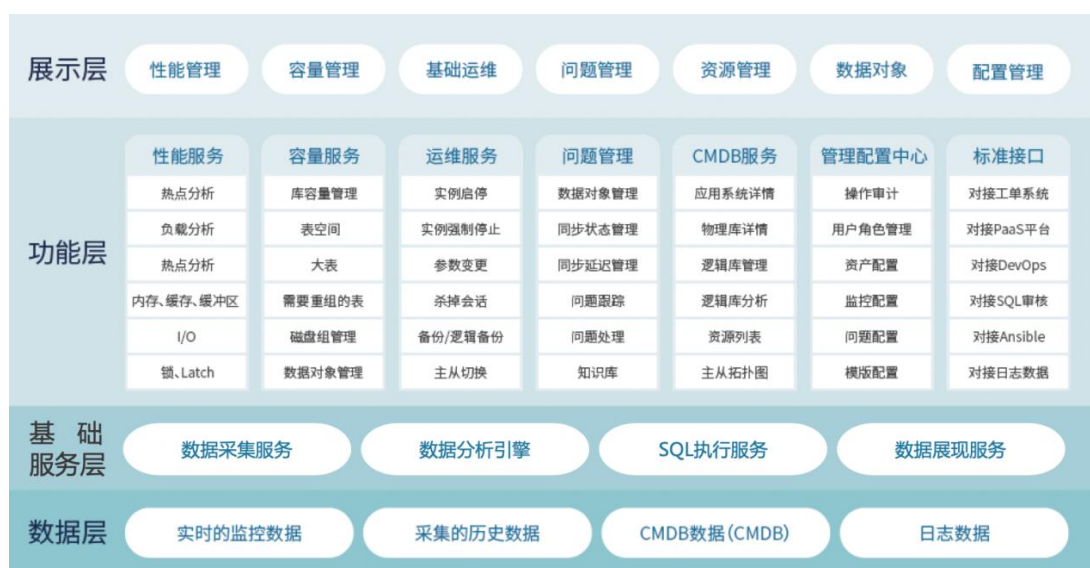 展示层
性能管理 容量管理 基础运维 问题管理 资源管理 数据对象 配置管理
功能层
性能服务 容量服务 运维服务 问题管理 CMDB服务 管理配置中心 标准接口
热点分析 库容量管理 实例启停 数据对象管理 应用系统详情 操作审计 对接工单系统
负载分析 表空间 实例强制停止 同步状态管理 物理库详情 用户角色管理 对接PaaS平台
热点分析 大表 参数变更 同步延迟管理 逻辑库管理 资产配置 对接DevOps
内存、缓存、缓冲区 需要重组的表 杀掉会话 问题跟踪 逻辑库分析 监控配置 对接SQL审核
I/O 磁盘组管理 备份/逻辑备份 问题处理 资源列表 问题配置 对接Ansible
锁、Latch 数据对象管理 主从切换 知识库 主从拓扑图 模版配置 对接日志数据
基 础
服务层
数据采集服务 数据分析引擎 SQL执行服务 数据展现服务
数据层
实时的监控数据 采集的历史数据 CMDB数据(CMDB) 日志数据